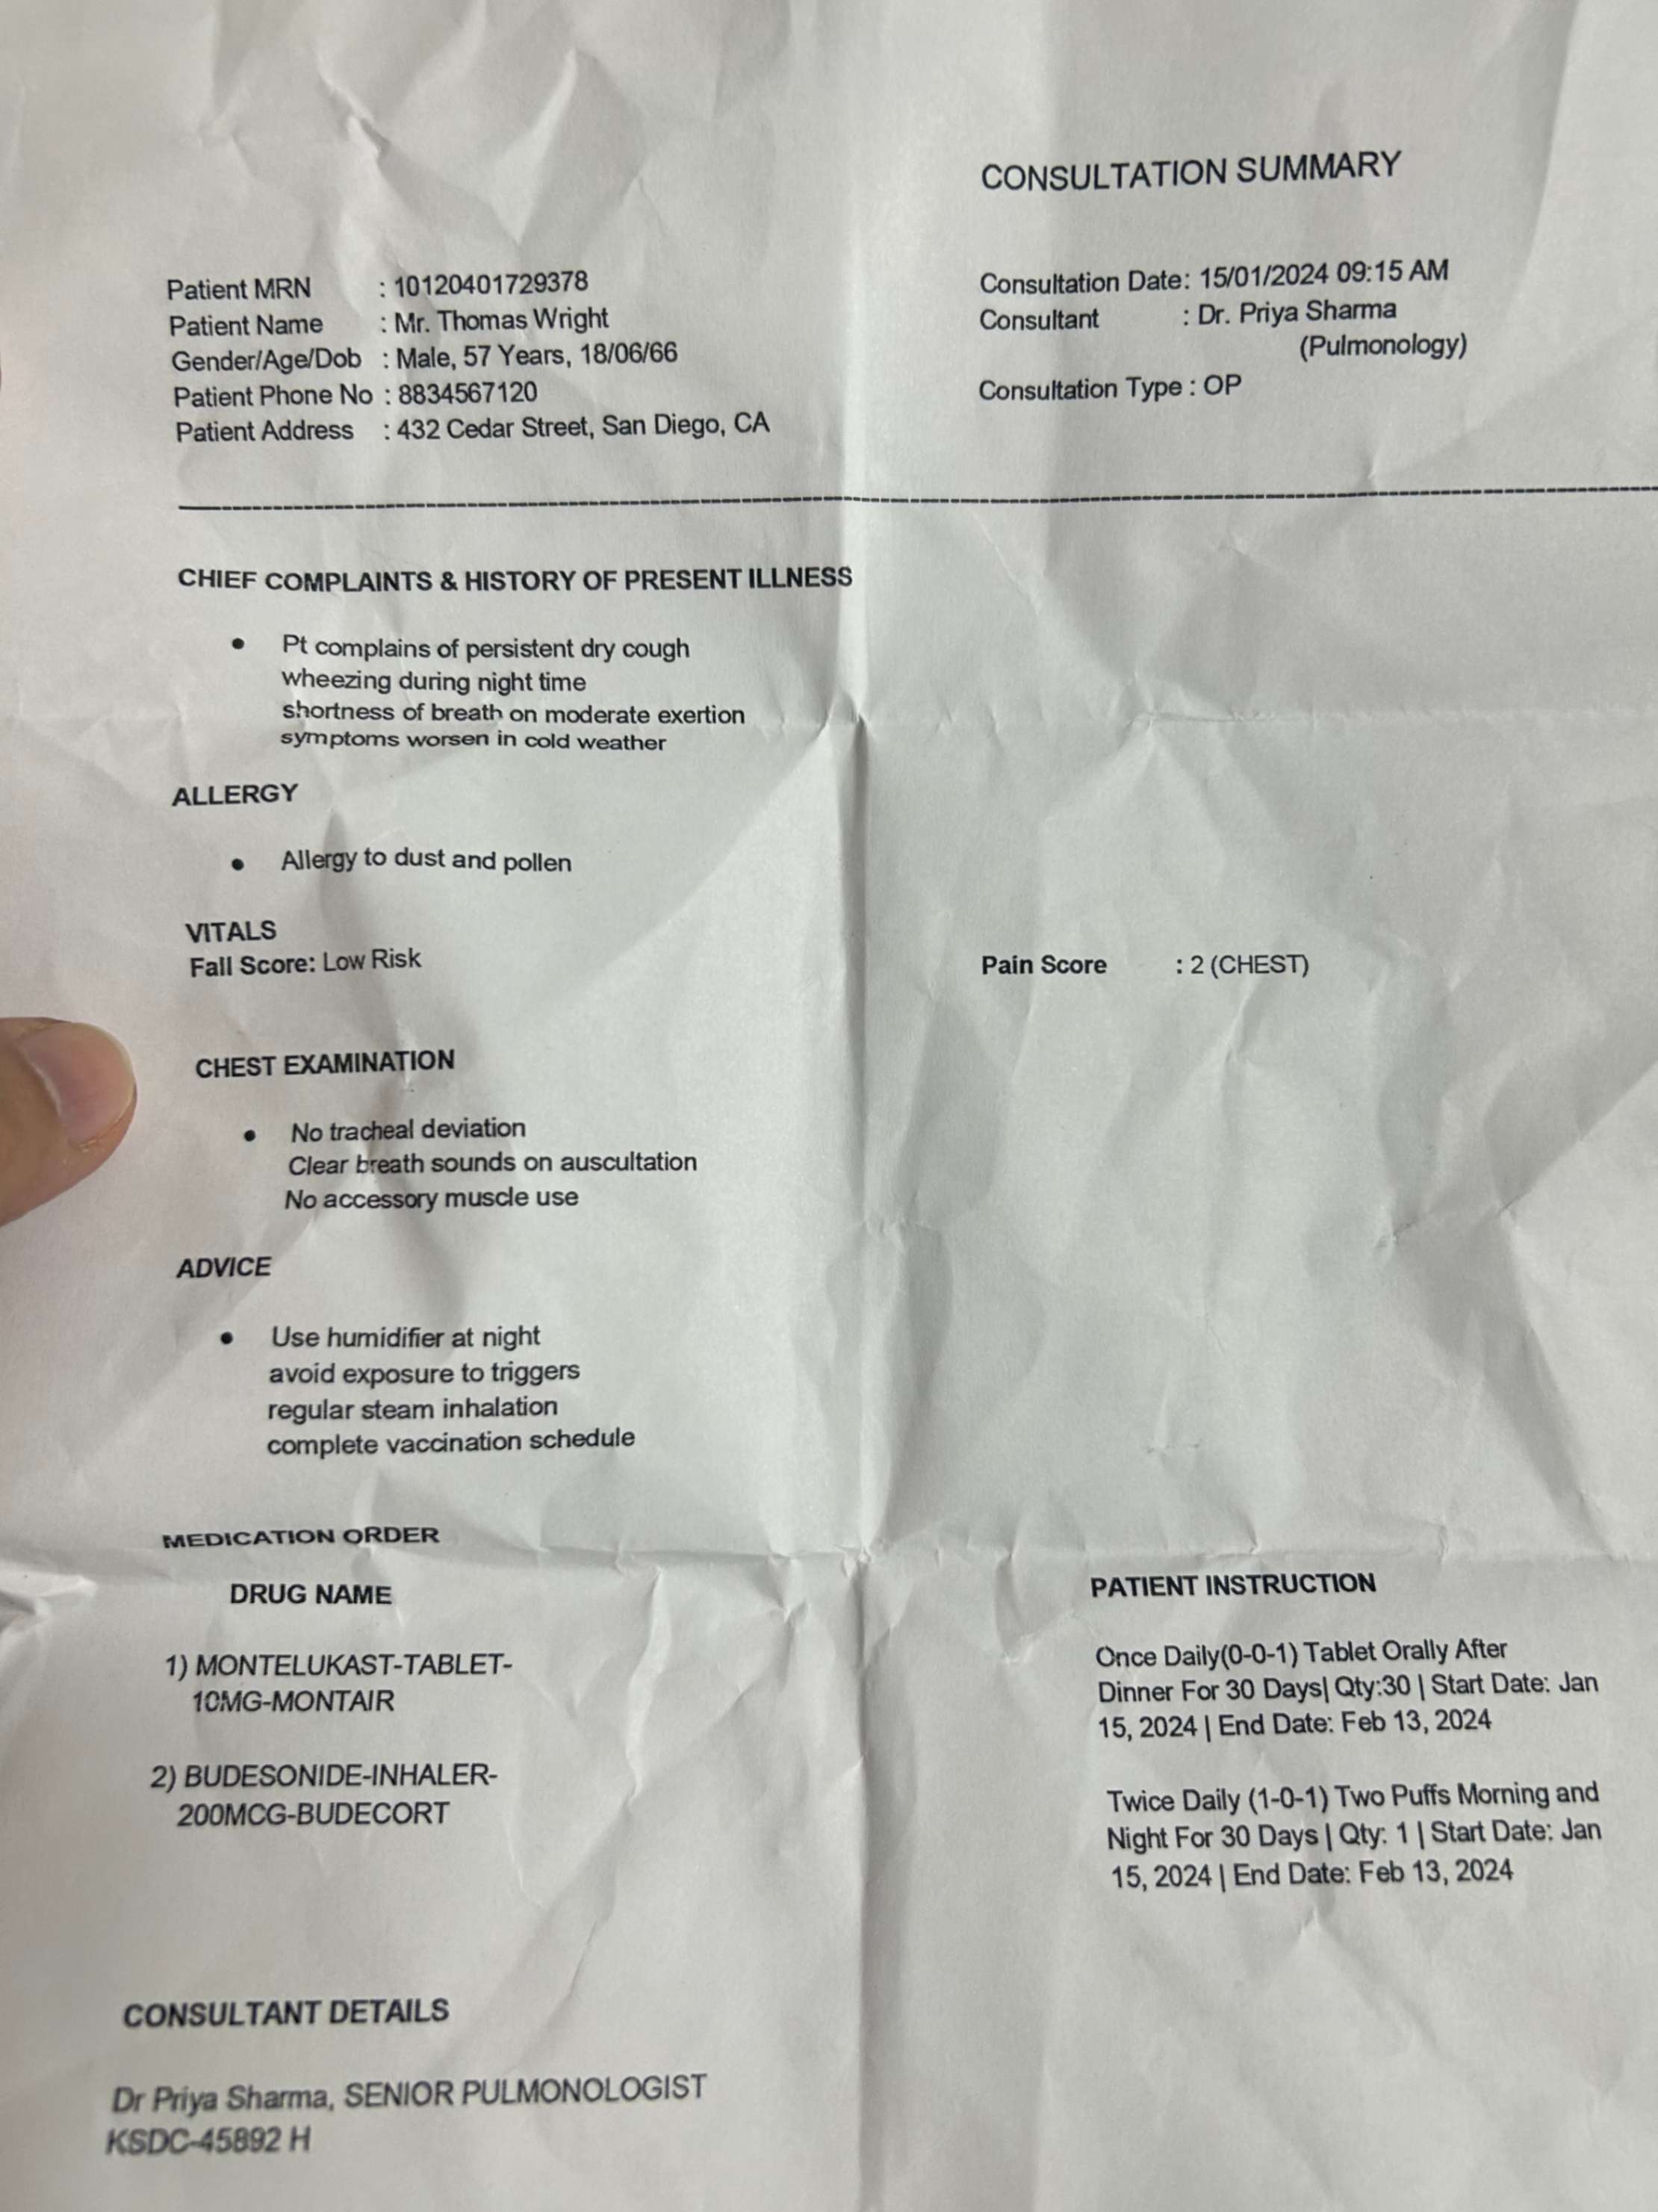 CONSULTATION SUMMARY
Patient MRN : 10120401729378
Patient Name : Mr. Thomas Wright
Gender/Age/Dob : Male, 57 Years, 18/06/66
Patient Phone No : 8834567120
Patient Address : 432 Cedar Street, San Diego, CA
Consultation Date: 15/01/2024 09:15 AM
Consultant : Dr. Priya Sharma
(Pulmonology)
Consultation Type : OP
CHIEF COMPLAINTS & HISTORY OF PRESENT ILLNESS
• Pt complains of persistent dry cough
wheezing during night time
shortness of breath on moderate exertion
symptoms worsen in cold weather
ALLERGY
• Allergy to dust and pollen
VITALS
Fall Score: Low Risk
Pain Score : 2 (CHEST)
CHEST EXAMINATION
• No tracheal deviation
Clear breath sounds on auscultation
No accessory muscle use
ADVICE
• Use humidifier at night
avoid exposure to triggers
regular steam inhalation
complete vaccination schedule
MEDICATION ORDER
DRUG NAME
PATIENT INSTRUCTION
1) MONTELUKAST-TABLET-
10MG-MONTAIR
Once Daily(0-0-1) Tablet Orally After
Dinner For 30 Days| Qty:30 | Start Date: Jan
15, 2024 | End Date: Feb 13, 2024
2) BUDESONIDE-INHALER-
200MCG-BUDECORT
Twice Daily (1-0-1) Two Puffs Morning and
Night For 30 Days | Qty: 1 | Start Date: Jan
15, 2024 | End Date: Feb 13, 2024
CONSULTANT DETAILS
Dr Priya Sharma, SENIOR PULMONOLOGIST
KSDC-45892 H